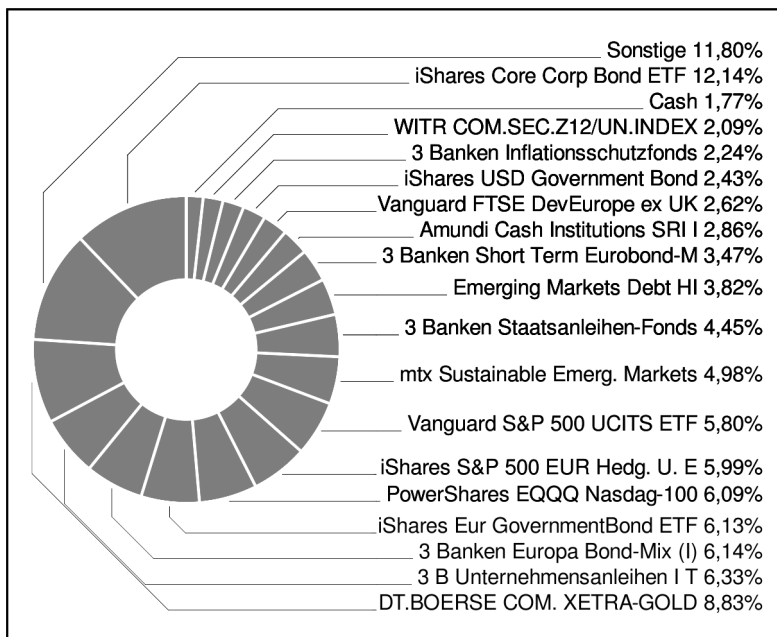 Sonstige 11,80%
iShares Core Corp Bond ETF 12,14%
Cash 1,77%
WITR COM.SEC.Z12/UN.INDEX 2,09%
3 Banken Inflationsschutzfonds 2,24%
iShares USD Government Bond 2,43%
Vanguard FTSE DevEurope ex UK 2,62%
Amundi Cash Institutions SRI I 2,86%
3 Banken Short Term Eurobond-M 3,47%
Emerging Markets Debt HI 3,82%
3 Banken Staatsanleihen-Fonds 4,45%
mtx Sustainable Emerg. Markets 4,98%
Vanguard S&P 500 UCITS ETF 5,80%
iShares S&P 500 EUR Hedg. U. E 5,99%
PowerShares EQQQ Nasdag-100 6,09%
iShares Eur GovernmentBond ETF 6,13%
3 Banken Europa Bond-Mix (I) 6,14%
3 B Unternehmensanleihen I T 6,33%
DT.BOERSE COM. XETRA-GOLD 8,83%